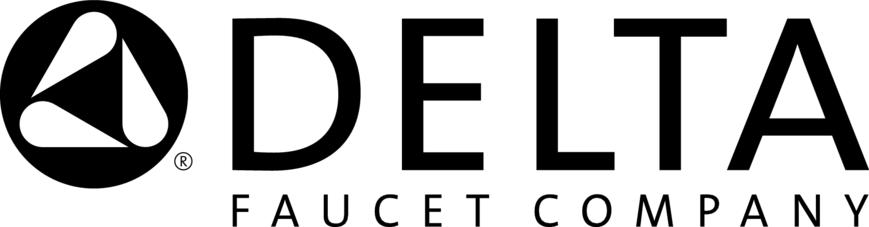 DELTA
®
FAUCET COMPANY